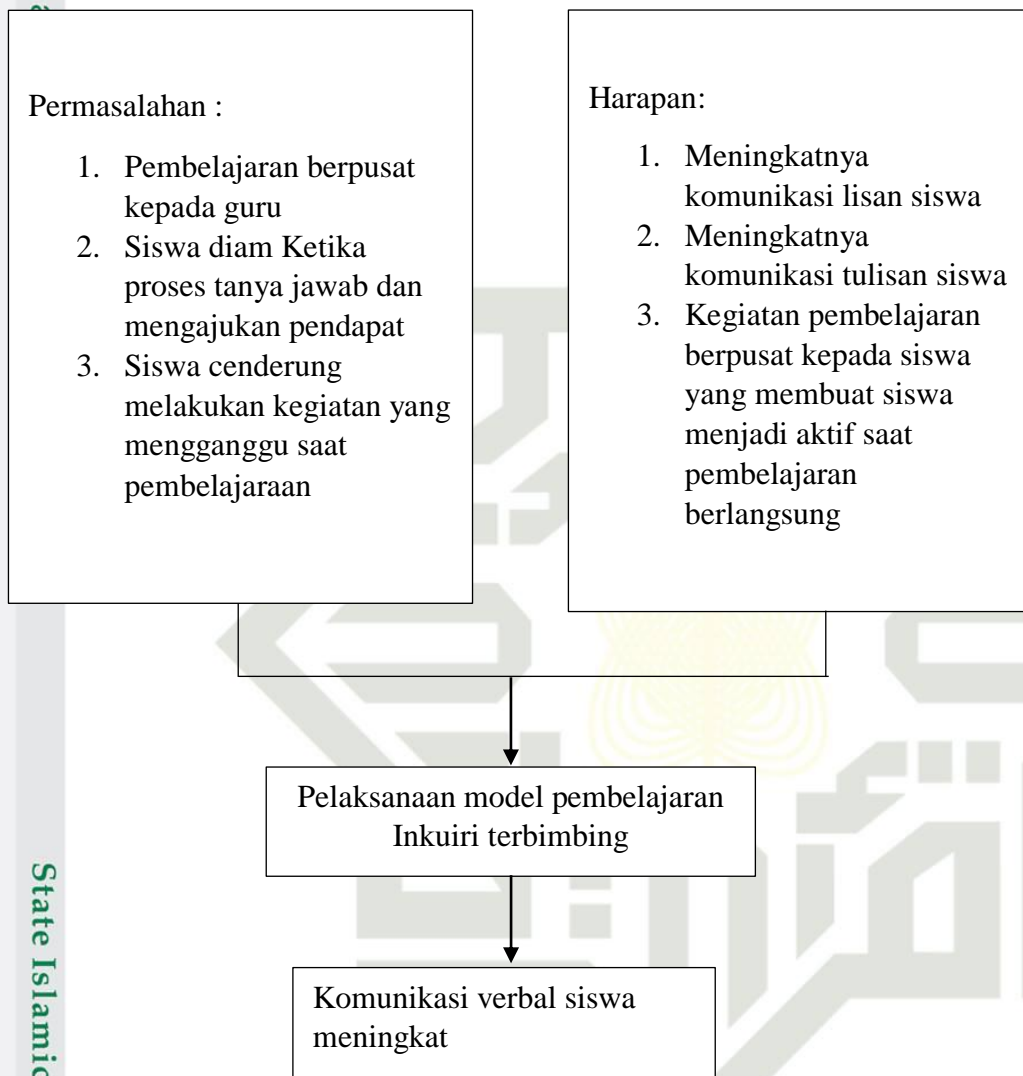 Permasalahan :
1. Pembelajaran berpusat
kepada guru
2. Siswa diam Ketika
proses tanya jawab dan
mengajukan pendapat
3. Siswa cenderung
melakukan kegiatan yang
mengganggu saat
pembelajaraan
Harapan:
1. Meningkatnya
komunikasi lisan siswa
2. Meningkatnya
komunikasi tulisan siswa
3. Kegiatan pembelajaran
berpusat kepada siswa
yang membuat siswa
menjadi aktif saat
pembelajaran
berlangsung
Pelaksanaan model pembelajaran
Inkuiri terbimbing
Komunikasi verbal siswa
meningkat
State Islamic